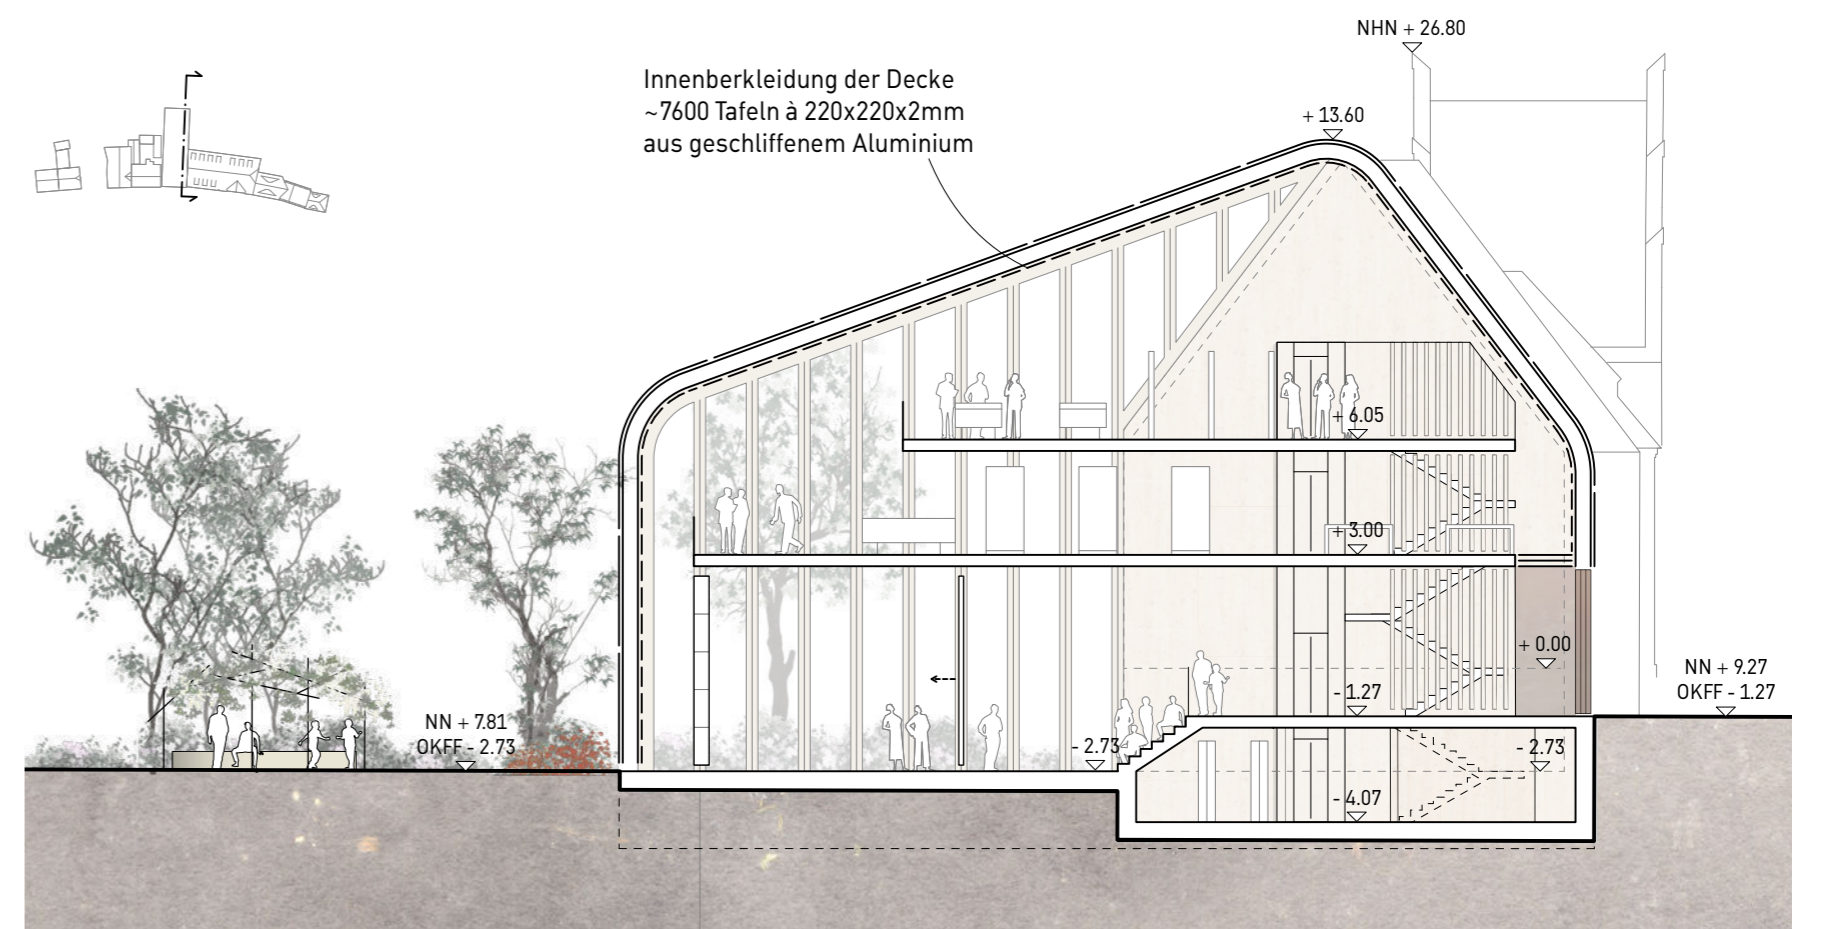 NHN + 26.80
Innenberkleidung der Decke
~7600 Tafeln à 220x220x2mm
aus geschliffenem Aluminium
+ 13.60
+ 6.05
+ 3.00
+ 0.00
NN + 9.27
OKFF - 1.27
- 1.27
NN + 7.81
OKFF - 2.73
- 2.73
- 2.73
- 4.07